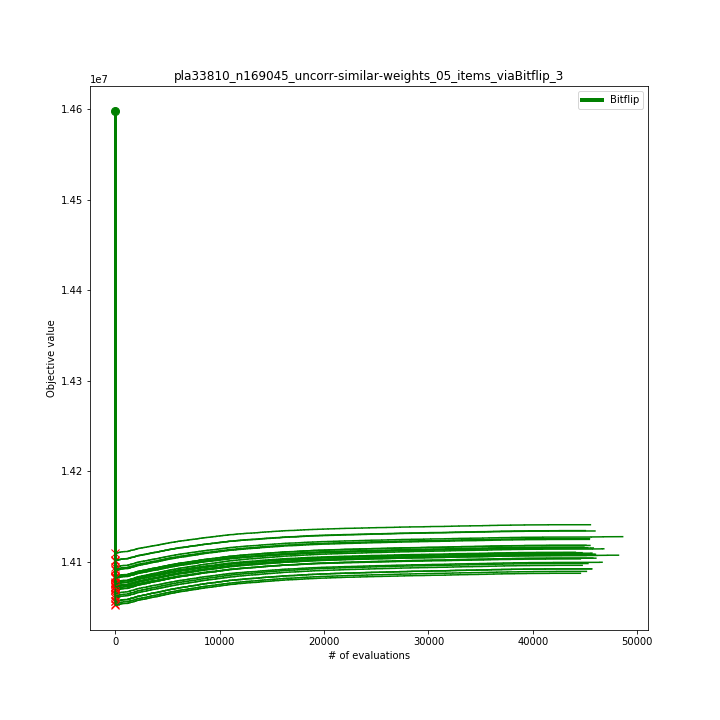 pla33810_n169045_uncorr-similar-weights_05_items_viaBitflip_3
1e7
Bitflip
1.46
1.45
1.44
1.43
1.42
1.41
Objective value
0 10000 20000 30000 40000 50000
# of evaluations